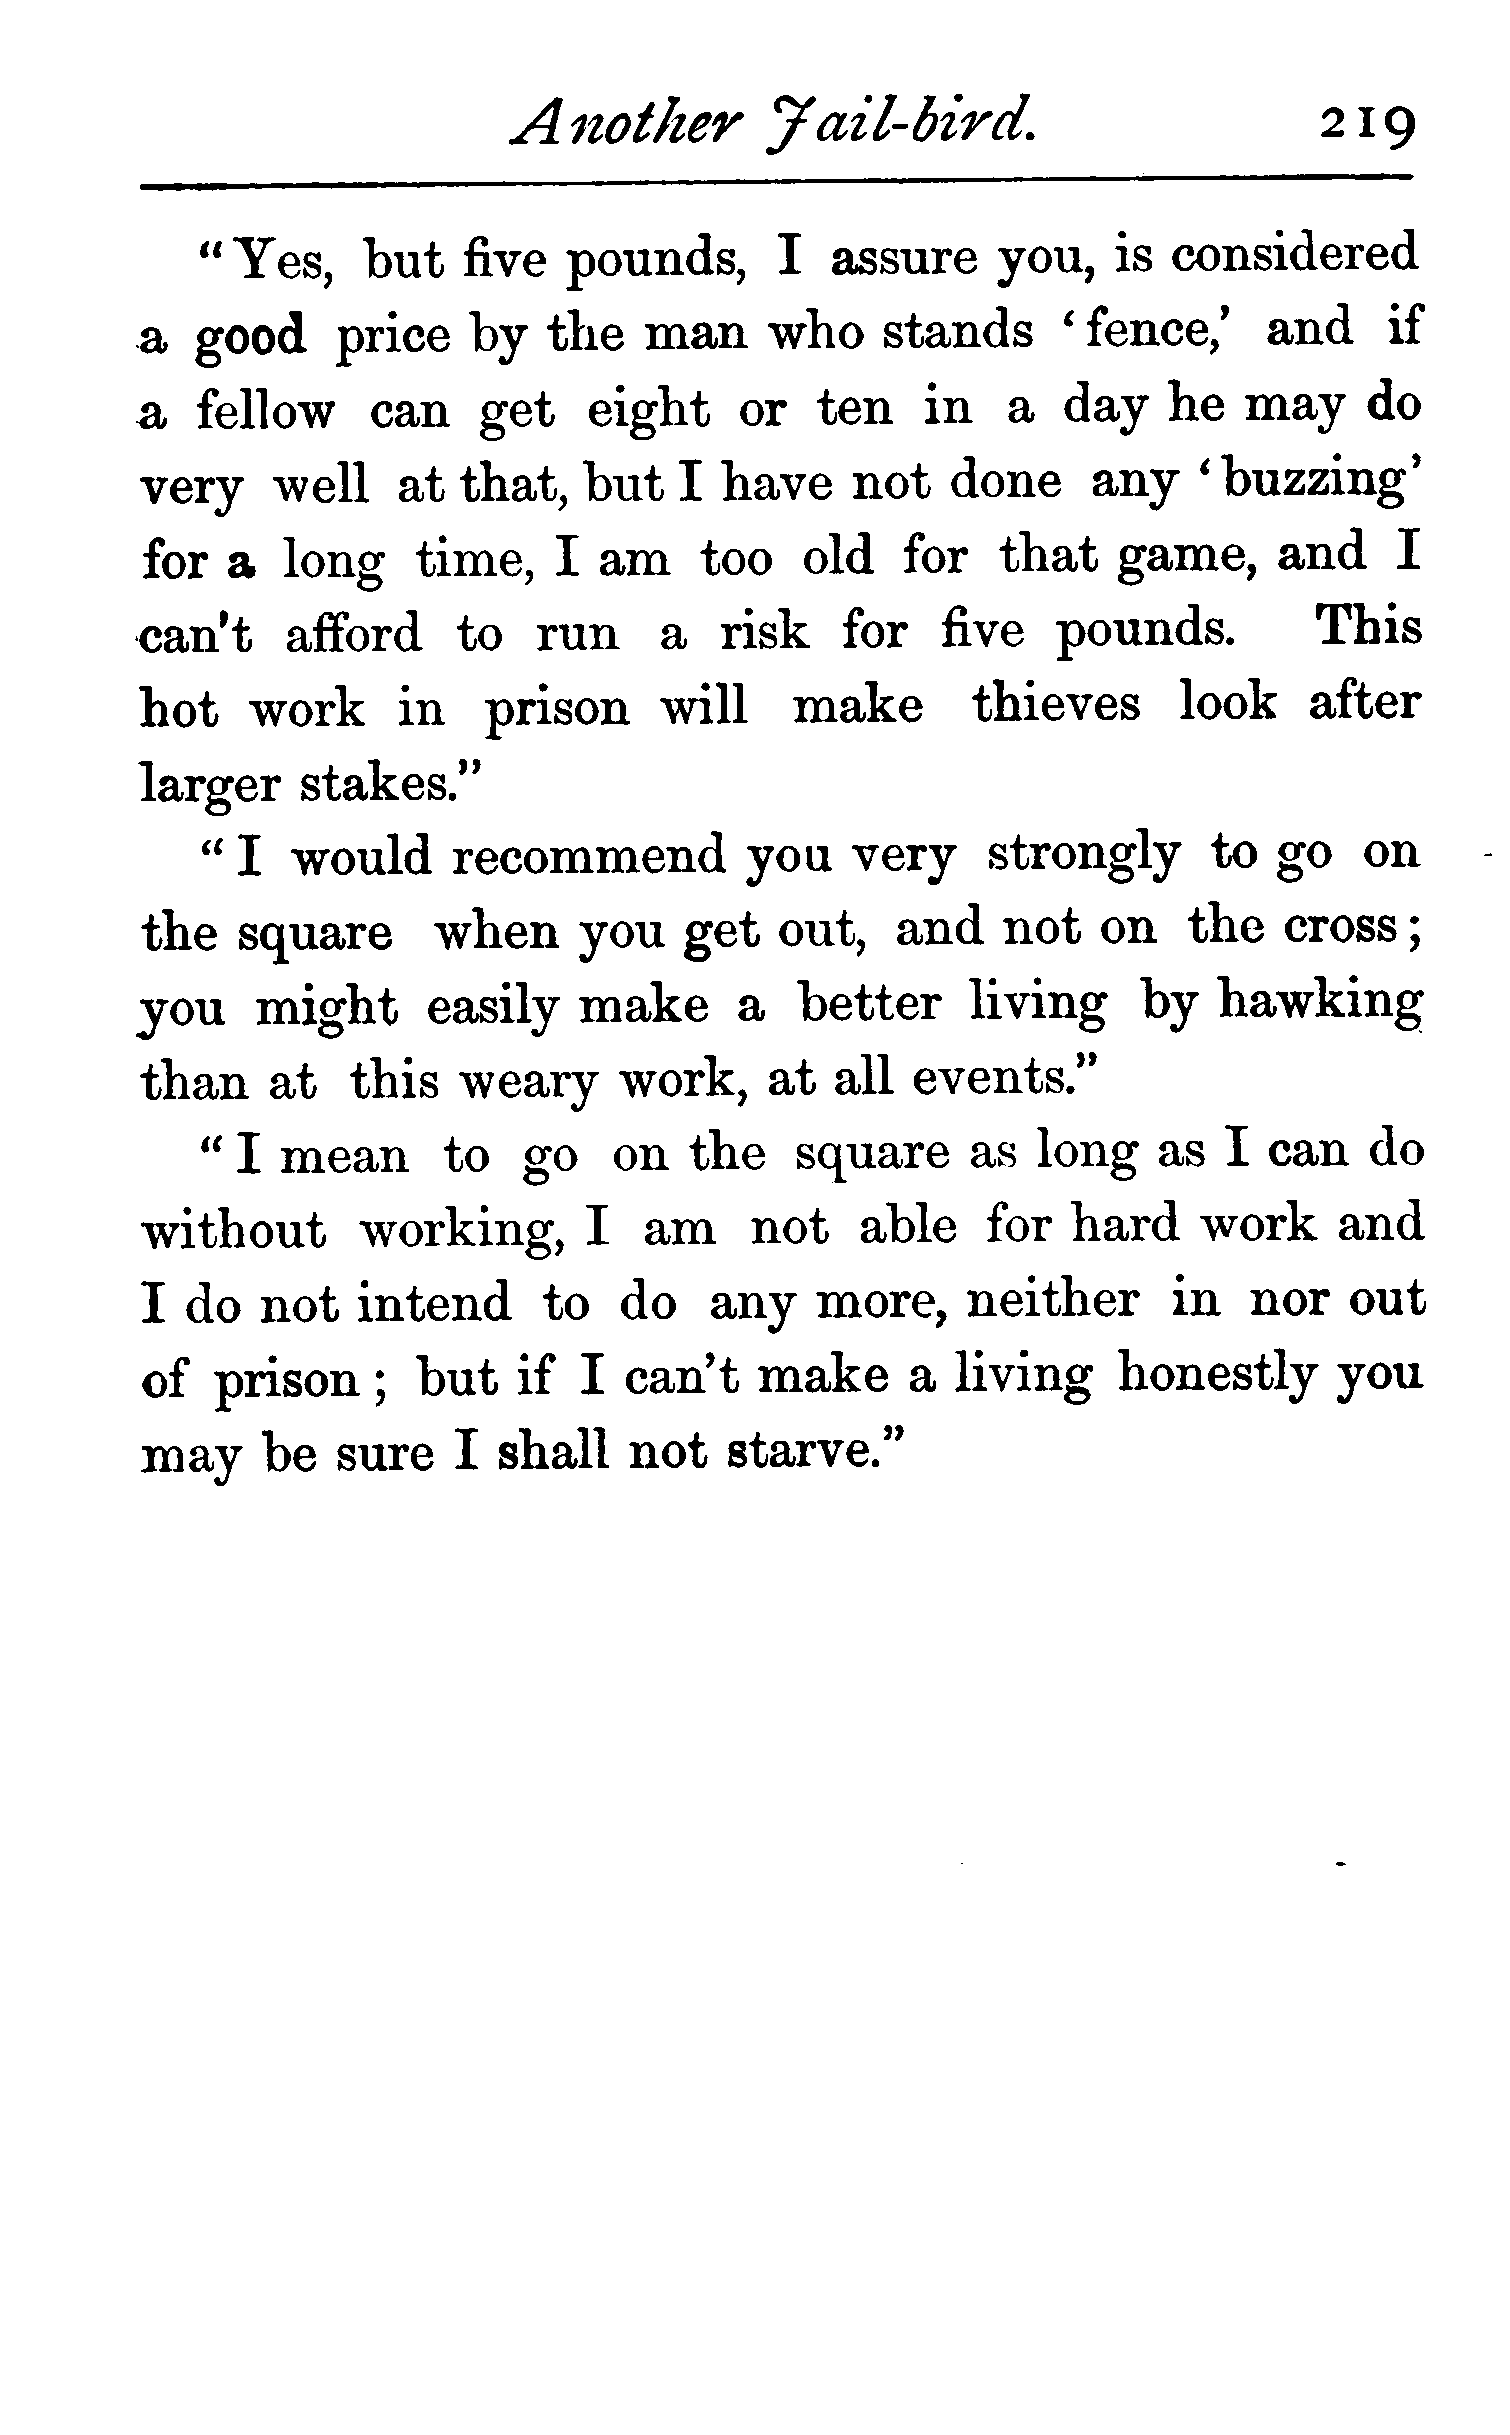 Another Jail-bird. 219
“Yes, but five pounds, I assure you, is considered
a good price by the man who stands ‘fence,’ and if
a fellow can get eight or ten in a day he may do
very well at that, but I have not done any ‘buzzing’
for a long time, I am too old for that game, and I
can't afford to run a risk for five pounds. This
hot work in prison will make thieves look after
larger stakes.”
“I would recommend you very strongly to go on
the square when you get out, and not on the cross;
you might easily make a better living by hawking
than at this weary work, at all events.”
“I mean to go on the square as long as I can do
without working, I am not able for hard work and
I do not intend to do any more, neither in nor out
of prison; but if I can't make a living honestly you
may be sure I shall not starve.”